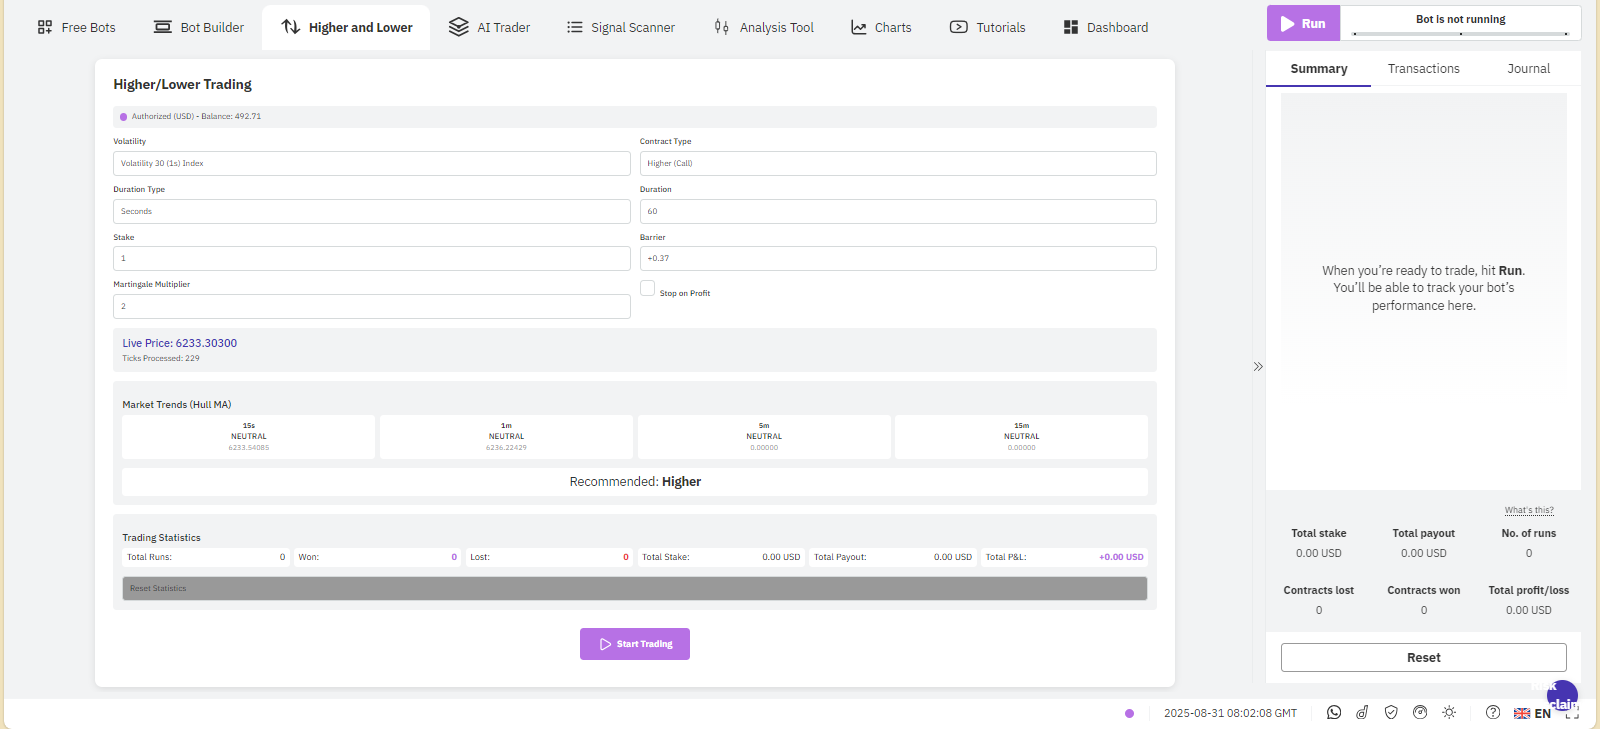 Free Bots
Bot Builder
Higher and Lower
AI Trader
Signal Scanner
Analysis Tool
Charts
Tutorials
Dashboard
Run
Bot is not running
Higher/Lower Trading
Authorized (USD) - Balance: 492.71
Volatility
Contract Type
Volatility 30 (1s) Index
Higher (Call)
Duration Type
Duration
Seconds
60
Stake
Barrier
1
+0.37
Martingale Multiplier
2
Stop on Profit
Live Price: 6233.30300
Ticks Processed: 229
Market Trends (Hull MA)
15s
NEUTRAL
6233.54085
1m
NEUTRAL
6236.22429
5m
NEUTRAL
0.00000
15m
NEUTRAL
0.00000
Recommended: Higher
Trading Statistics
Total Runs: 0
Won: 0
Lost: 0
Total Stake: 0.00 USD
Total Payout: 0.00 USD
Total P&L: +0.00 USD
Reset Statistics
Start Trading
Summary
Transactions
Journal
When you're ready to trade, hit Run.
You'll be able to track your bot's
performance here.
What's this?
Total stake
0.00 USD
Total payout
0.00 USD
No. of runs
0
Contracts lost
0
Contracts won
0
Total profit/loss
0.00 USD
Reset
2025-08-31 08:02:08 GMT
EN